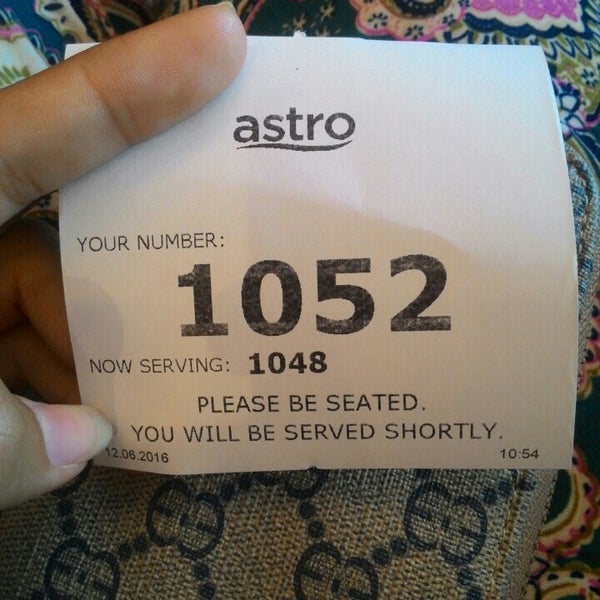 astro
YOUR NUMBER:
1052
NOW SERVING: 1048
PLEASE BE SEATED.
YOU WILL BE SERVED SHORTLY.
12.06.2016 10:54